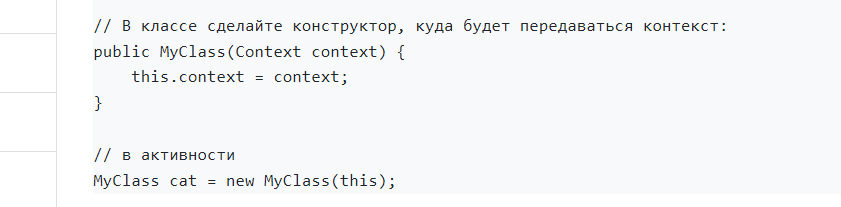 // В классе сделайте конструктор, куда будет передаваться контекст:
public MyClass(Context context) {
    this.context = context;
}

// в активности
MyClass cat = new MyClass(this);